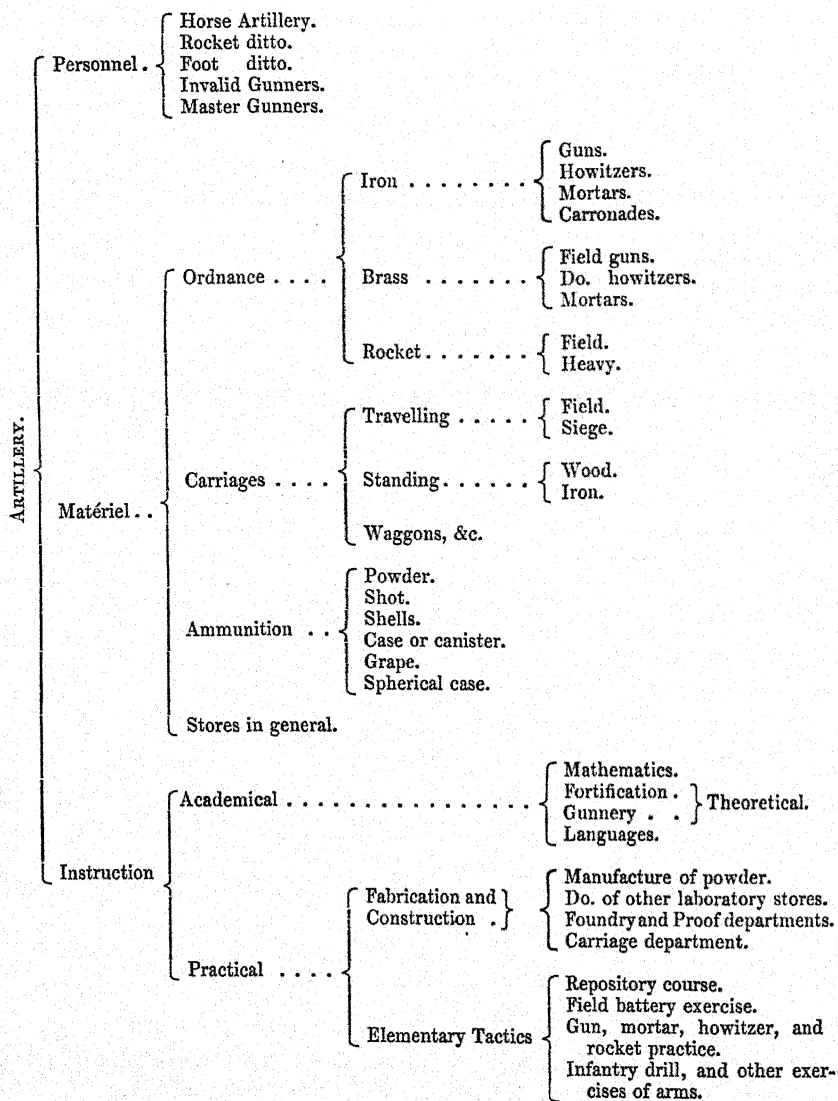 ARTILLERY.
Personnel .
Horse Artillery.
Rocket ditto.
Foot ditto.
Invalid Gunners.
Master Gunners.
Matériel . .
Ordnance . . . .
Iron . . . . . . . .
Guns.
Howitzers.
Mortars.
Carronades.
Brass . . . . . . .
Field guns.
Do. howitzers.
Mortars.
Rocket . . . . . . .
Field.
Heavy.
Carriages . . . .
Travelling . . . . .
Field.
Siege.
Standing . . . . . .
Wood.
Iron.
Waggons, &c.
Ammunition . .
Powder.
Shot.
Shells.
Case or canister.
Grape.
Spherical case.
Stores in general.
Instruction
Academical . . . . . . . . . . . . . . . .
Mathematics.
Fortification .
Gunnery . .
Theoretical.
Languages.
Practical . . . .
Fabrication and
Construction .
Manufacture of powder.
Do. of other laboratory stores.
Foundry and Proof departments.
Carriage department.
Elementary Tactics
Repository course.
Field battery exercise.
Gun, mortar, howitzer, and
rocket practice.
Infantry drill, and other exer-
cises of arms.